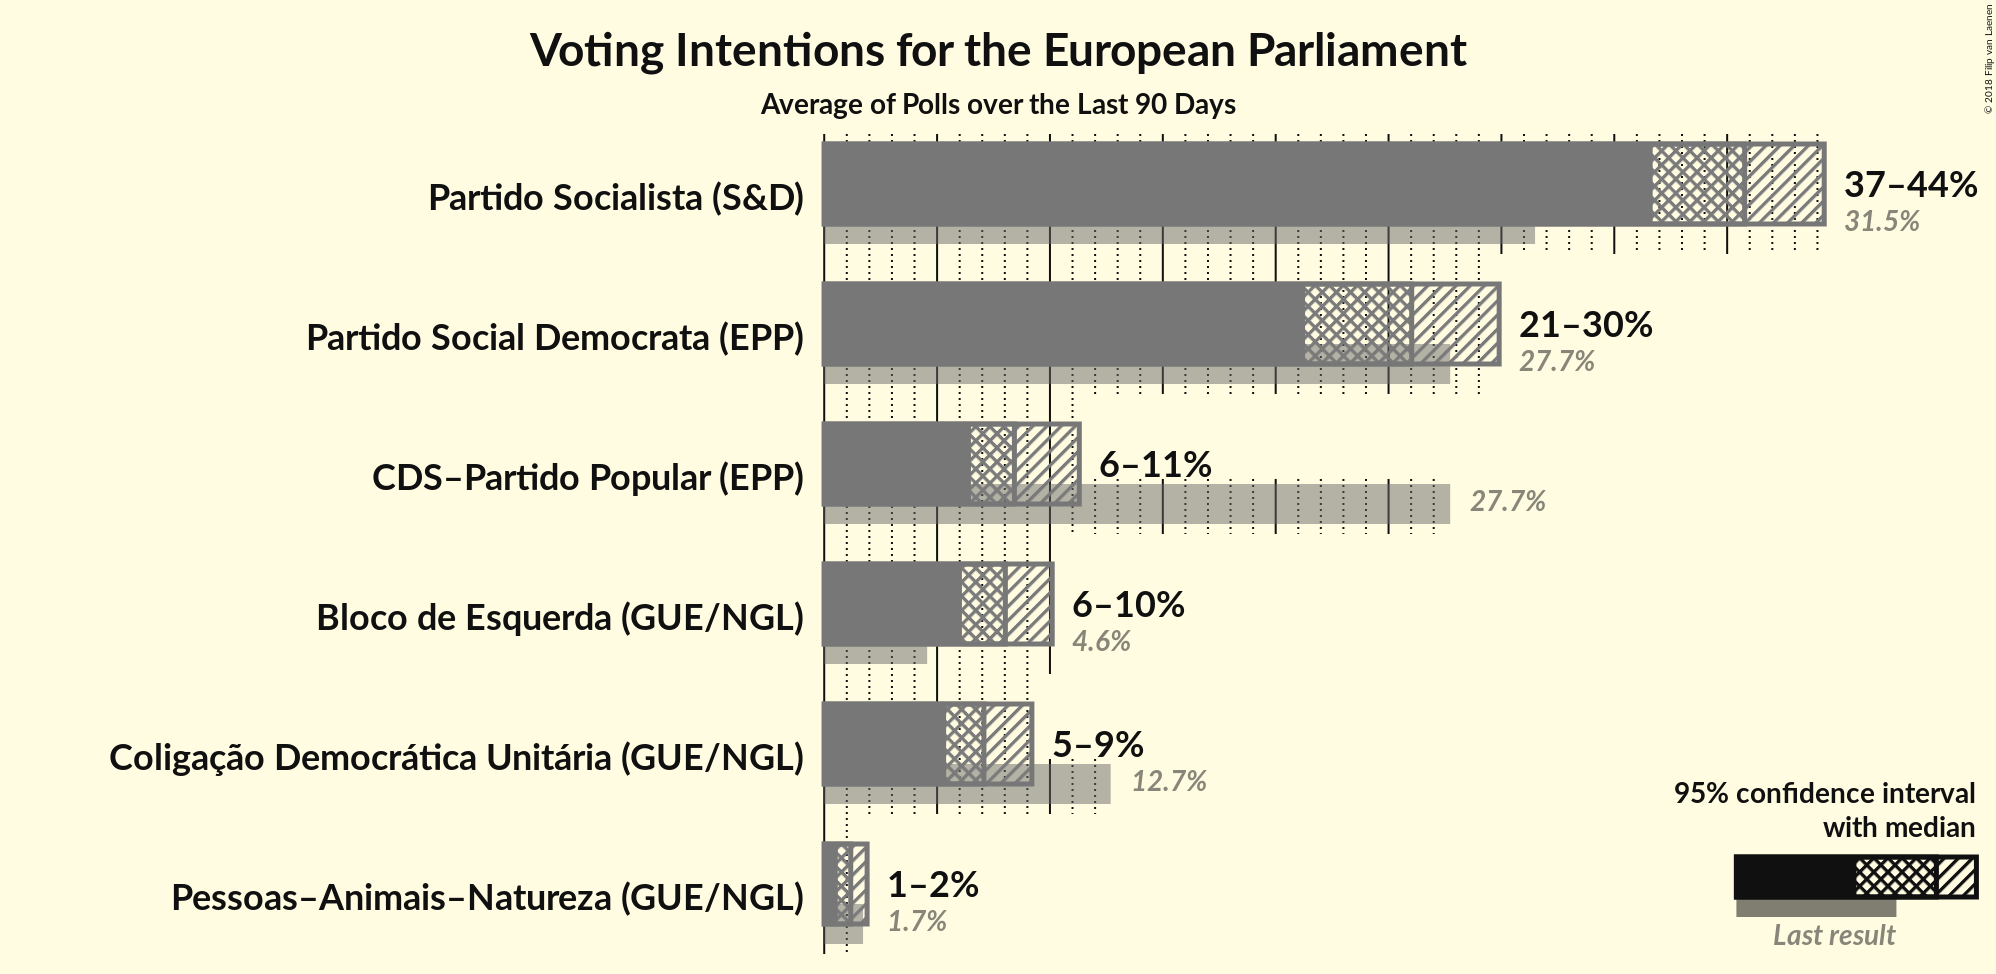 Voting Intentions for the European Parliament
Average of Polls over the Last 90 Days
© 2018 Filip van Laenen
Partido Socialista (S&D)
37–44%
31.5%
Partido Social Democrata (EPP)
21–30%
27.7%
CDS–Partido Popular (EPP)
6–11%
27.7%
Bloco de Esquerda (GUE/NGL)
6–10%
4.6%
Coligação Democrática Unitária (GUE/NGL)
5–9%
12.7%
Pessoas–Animais–Natureza (GUE/NGL)
1–2%
1.7%
95% confidence interval
with median
Last result